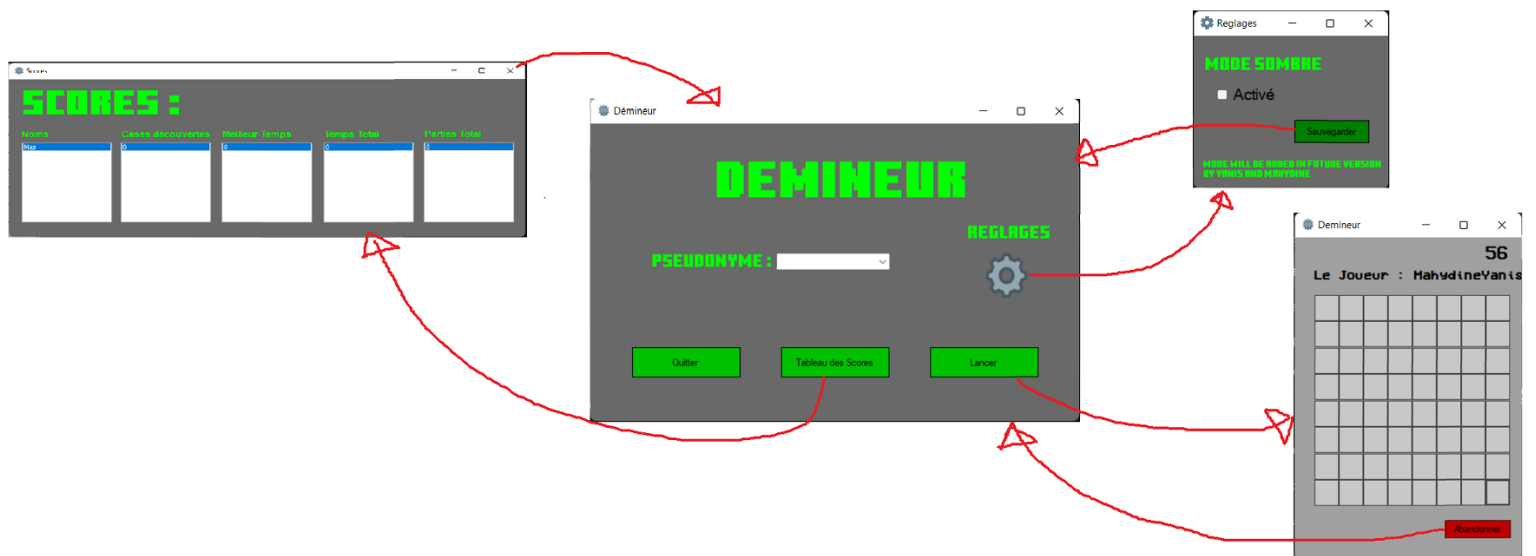 Scores
SCORES :
Noms Cases découvertes Meilleur Temps Temps Total Parties Total
Max 0 0 0 0
Démineur
DEMINEUR
REGLAGES
PSEUDONYME :
Quitter Tableau des Scores Lancer
Reglages
MODE SOMBRE
Activé
Sauvegarder
MORE WILL BE ADDED IN FUTURE VERSION
BY YANIS AND MAHYDINE
Demineur
56
Le Joueur : MahydineYanis
Abandonner